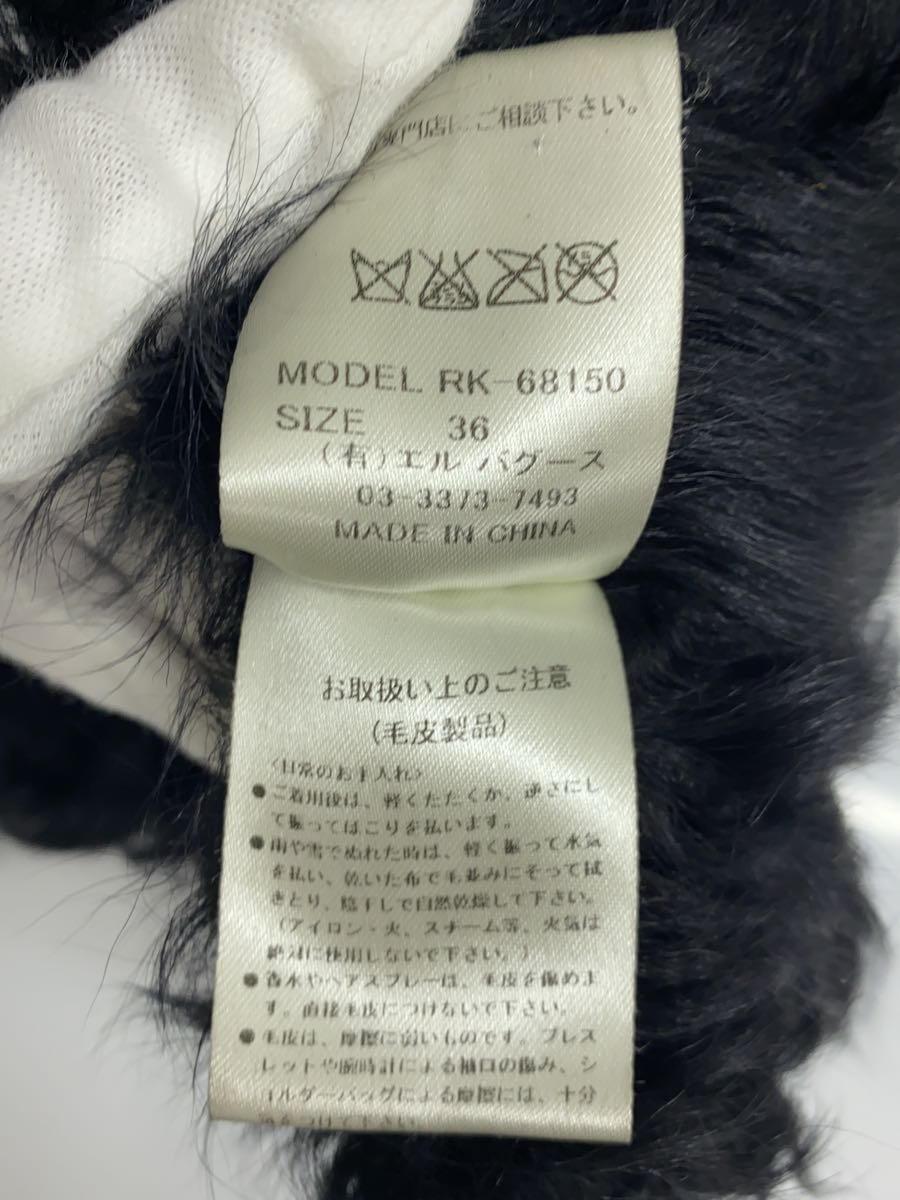 専門店にご相談下さい。
MODEL RK-68150
SIZE 36
(有)エルバグース
03-3373-7493
MADE IN CHINA
お取扱い上のご注意
(毛皮製品)
〈日常のお手入れ〉
●ご着用後は、軽くたたくか、逆さにし
て振ってほこりを払います。
●雨や雪でぬれた時は、軽く振って水気
を払い、乾いた布で毛並みにそって拭
きとり、陰干しで自然乾燥して下さい。
(アイロン・火、スチーム等、火気は
絶対に使用しないで下さい。)
●香水やヘアスプレーは、毛皮を傷めま
す。直接毛皮につけないで下さい。
●毛皮は、摩擦に弱いものです。ブレス
レットや腕時計による袖口の傷み、シ
ョルダーバッグによる摩擦には、十分
つけて下さい。